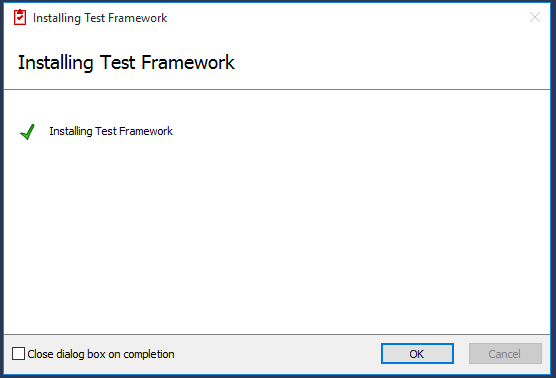 Installing Test Framework
Installing Test Framework
Installing Test Framework
Close dialog box on completion
OK
Cancel